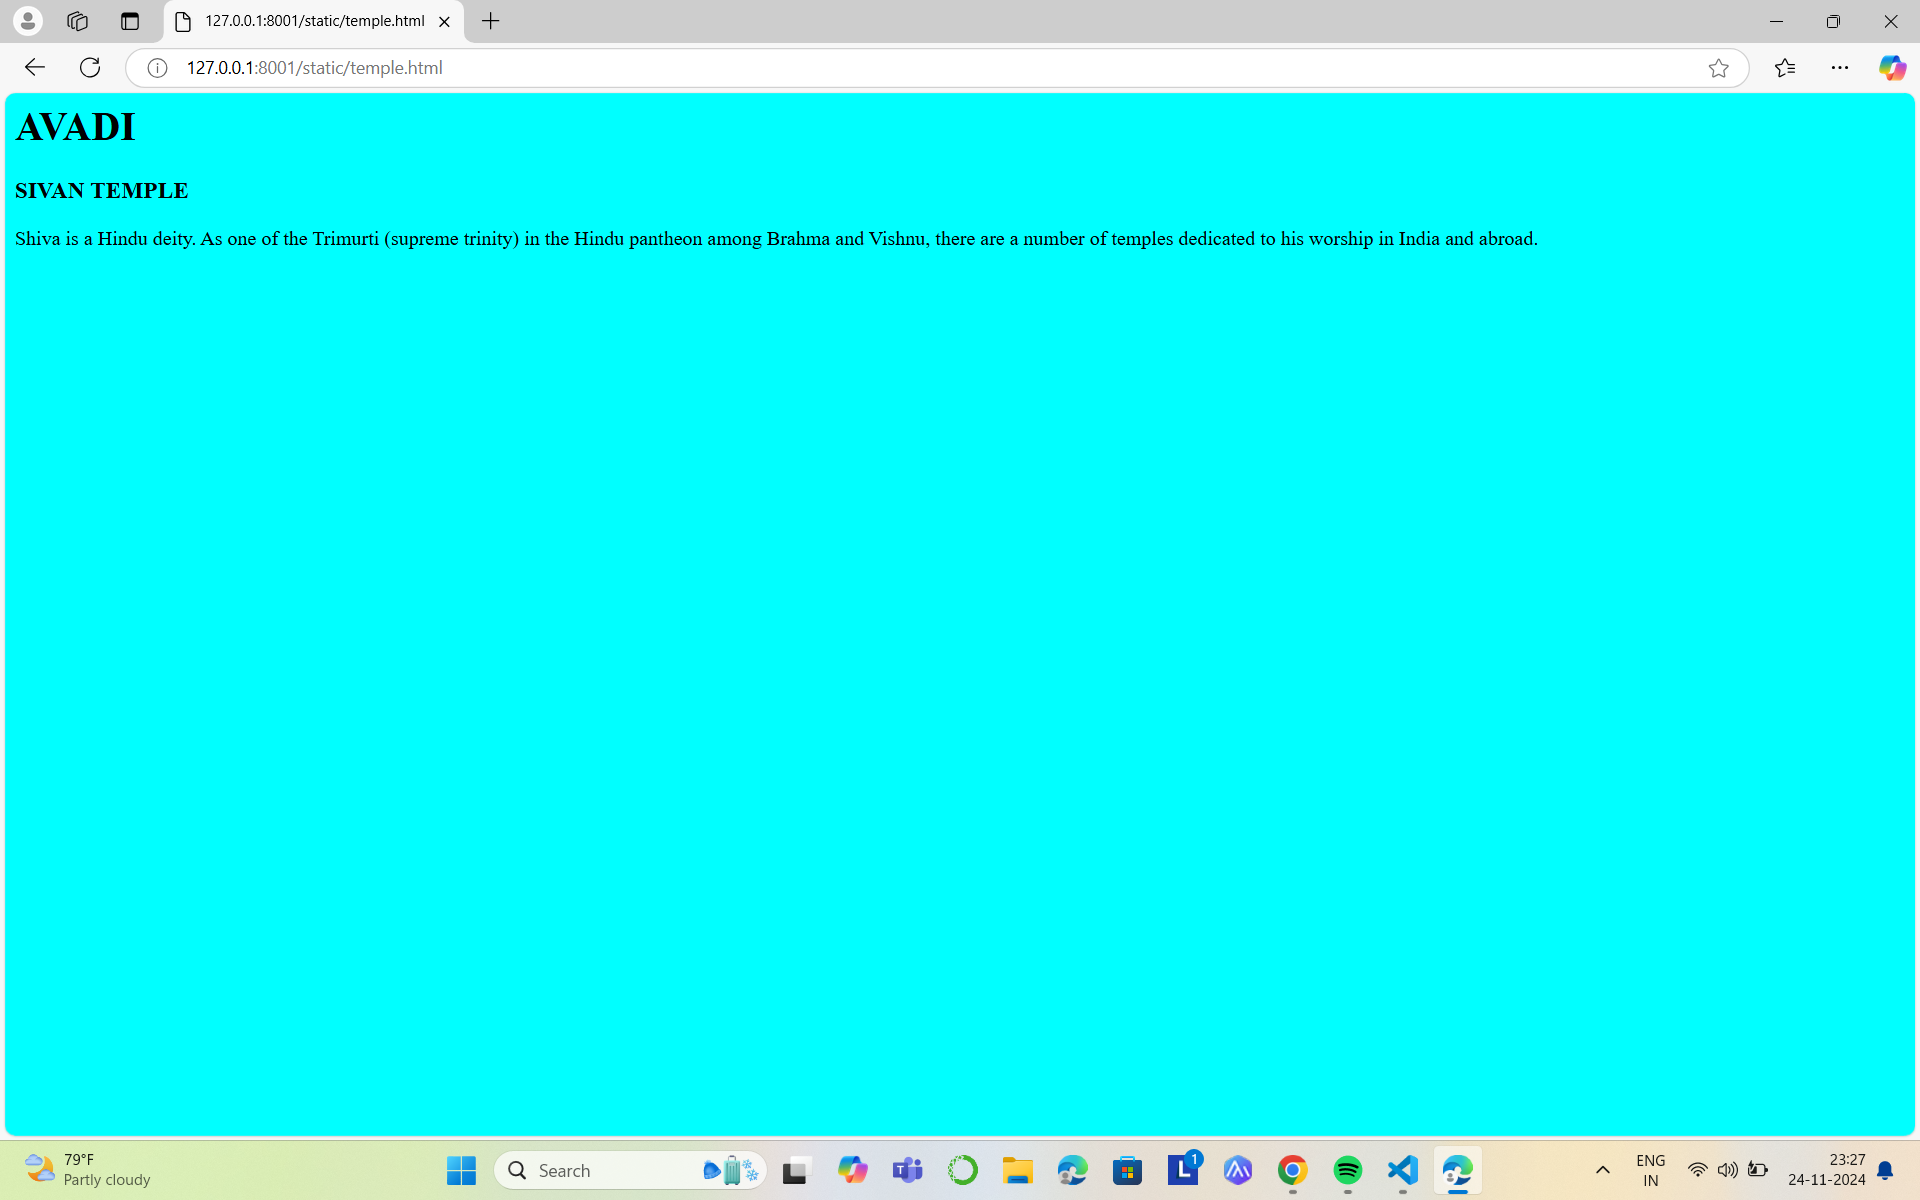 127.0.0.1:8001/static/temple.html
127.0.0.1:8001/static/temple.html
AVADI
SIVAN TEMPLE
Shiva is a Hindu deity. As one of the Trimurti (supreme trinity) in the Hindu pantheon among Brahma and Vishnu, there are a number of temples dedicated to his worship in India and abroad.
79°F
Partly cloudy
Search
1
ENG
IN
23:27
24-11-2024